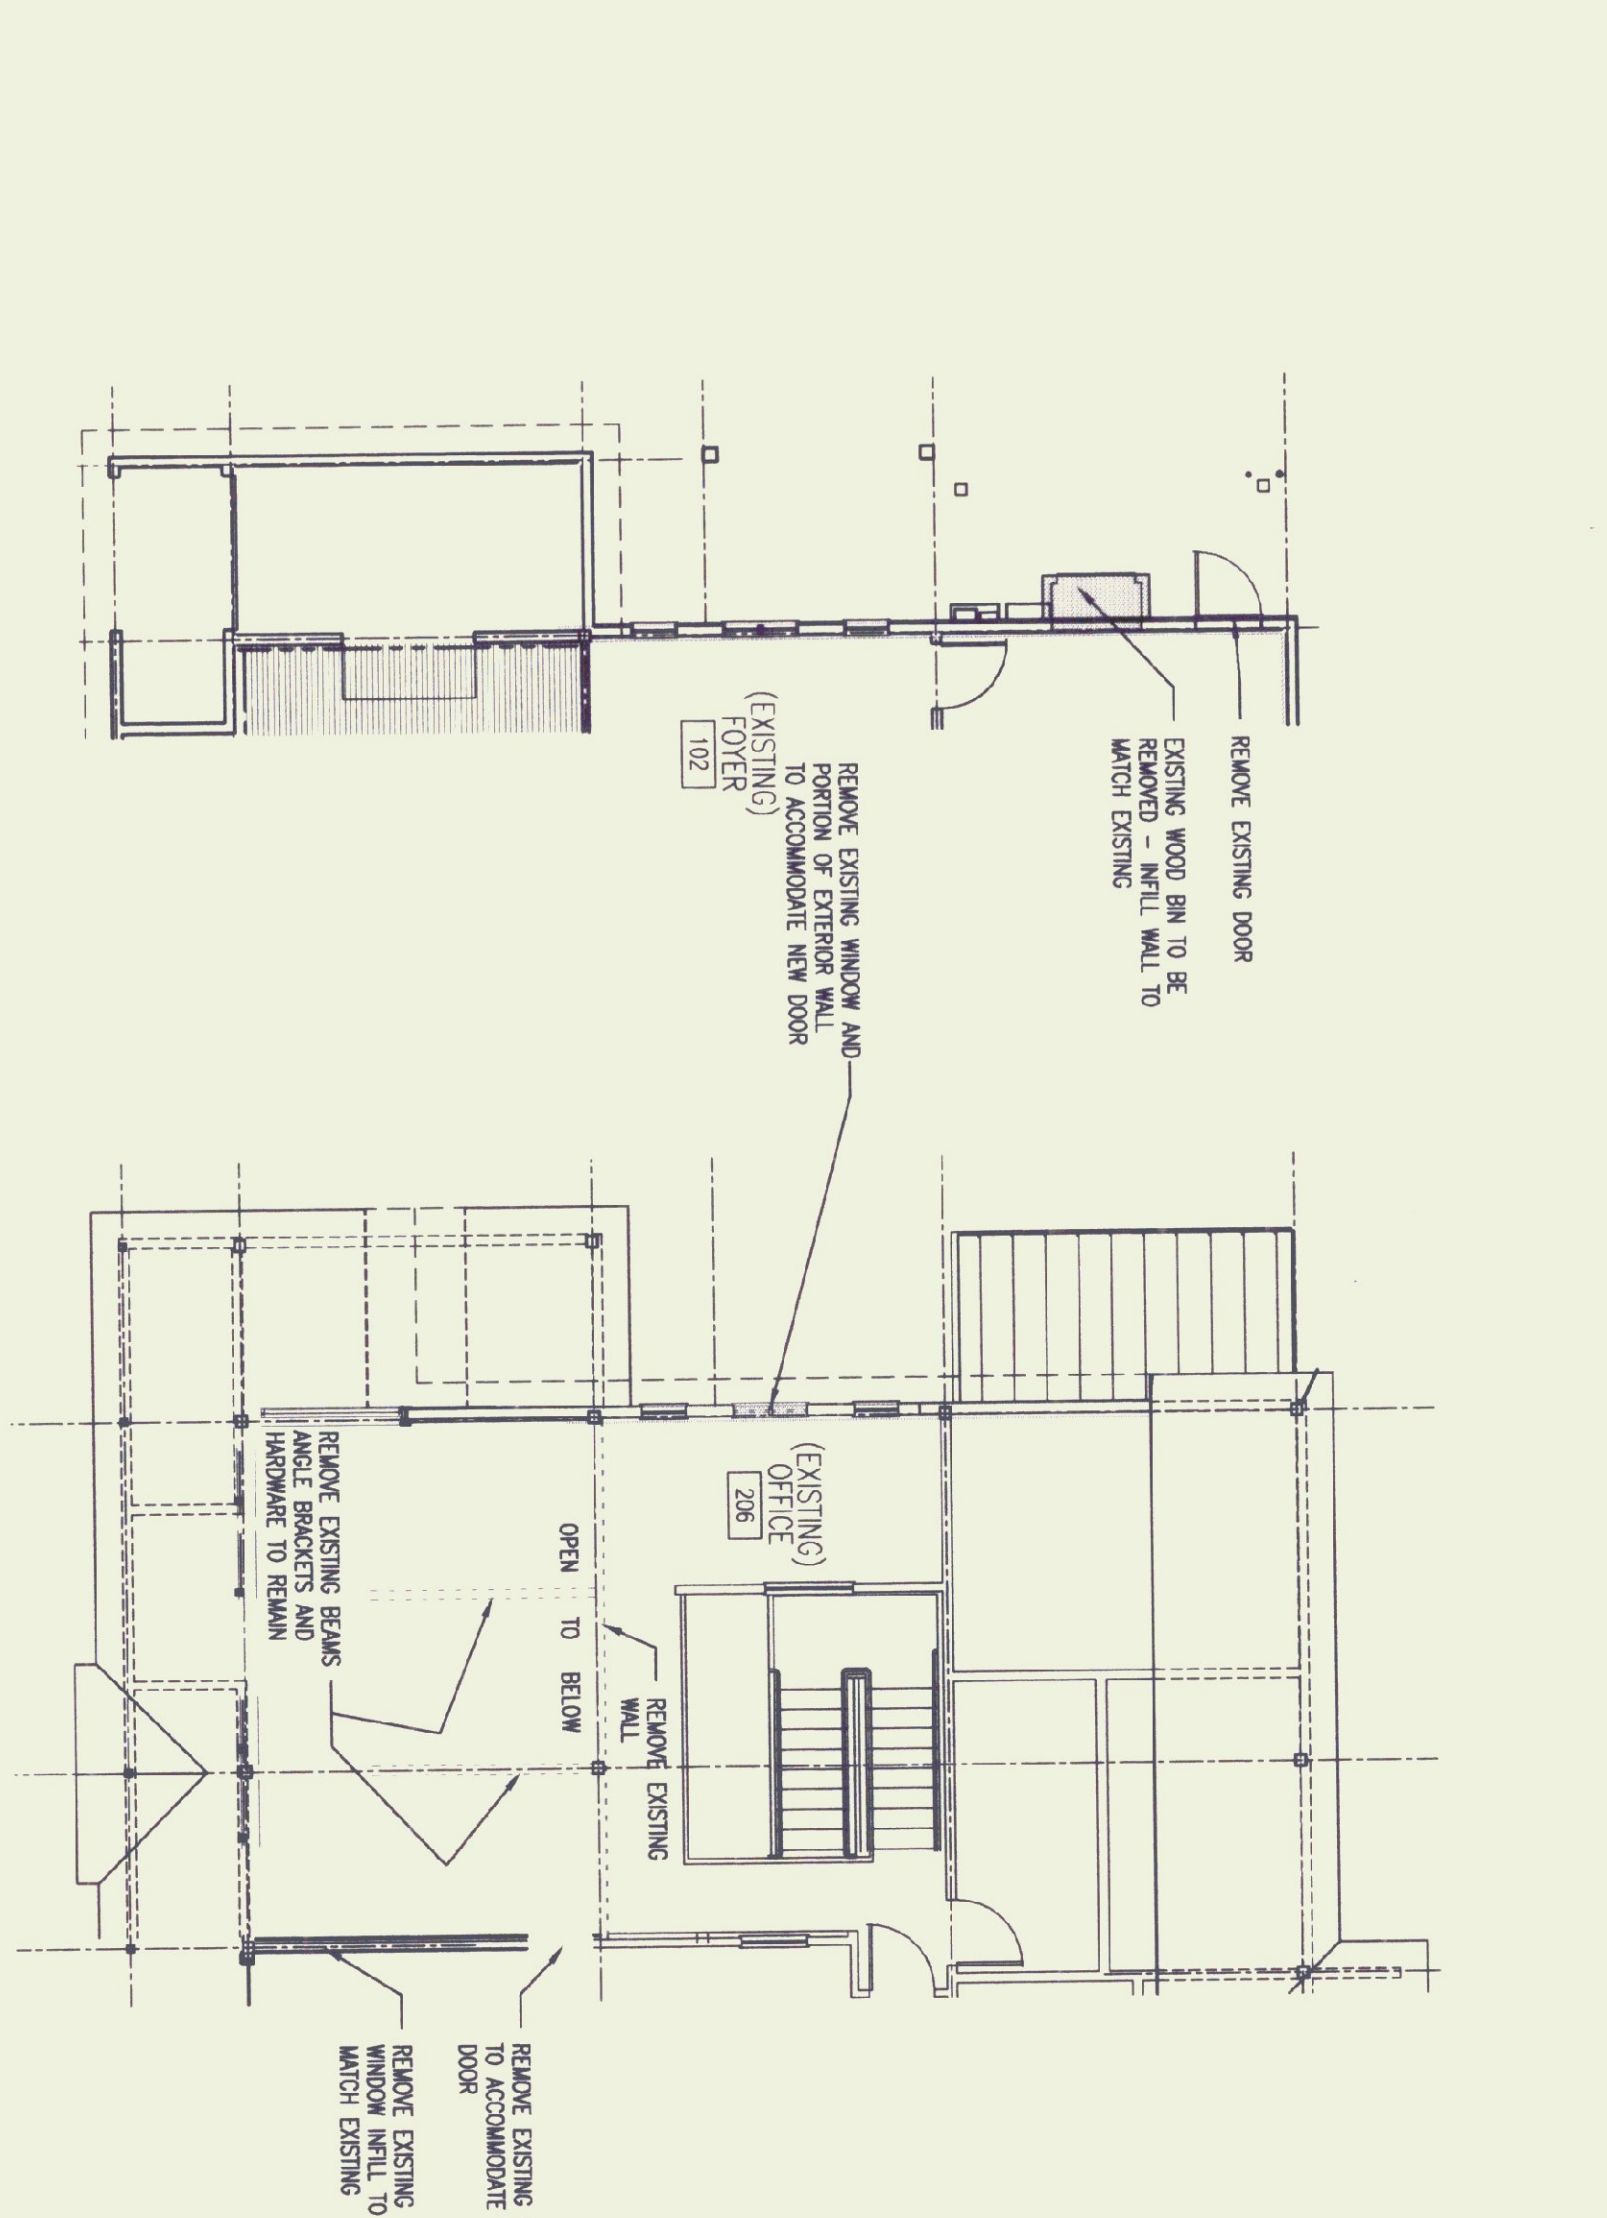 REMOVE EXISTING DOOR
EXISTING WOOD BIN TO BE
REMOVED - INFILL WALL TO
MATCH EXISTING
(EXISTING)
FOYER
102
REMOVE EXISTING WINDOW AND
PORTION OF EXTERIOR WALL
TO ACCOMMODATE NEW DOOR
(EXISTING)
OFFICE
206
OPEN TO BELOW
REMOVE EXISTING
WALL
REMOVE EXISTING BEAMS
ANGLE BRACKETS AND
HARDWARE TO REMAIN
REMOVE EXISTING
TO ACCOMMODATE
DOOR
REMOVE EXISTING
WINDOW INFILL TO
MATCH EXISTING